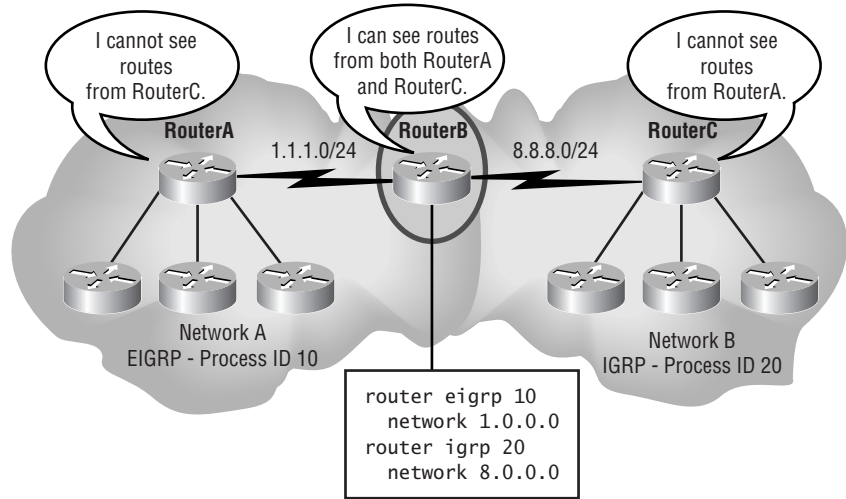 I cannot see
routes
from RouterC.
I can see routes
from both RouterA
and RouterC.
I cannot see
routes
from RouterA.
RouterA
RouterB
RouterC
1.1.1.0/24
8.8.8.0/24
Network A
EIGRP - Process ID 10
Network B
IGRP - Process ID 20
router eigrp 10
  network 1.0.0.0
router igrp 20
  network 8.0.0.0